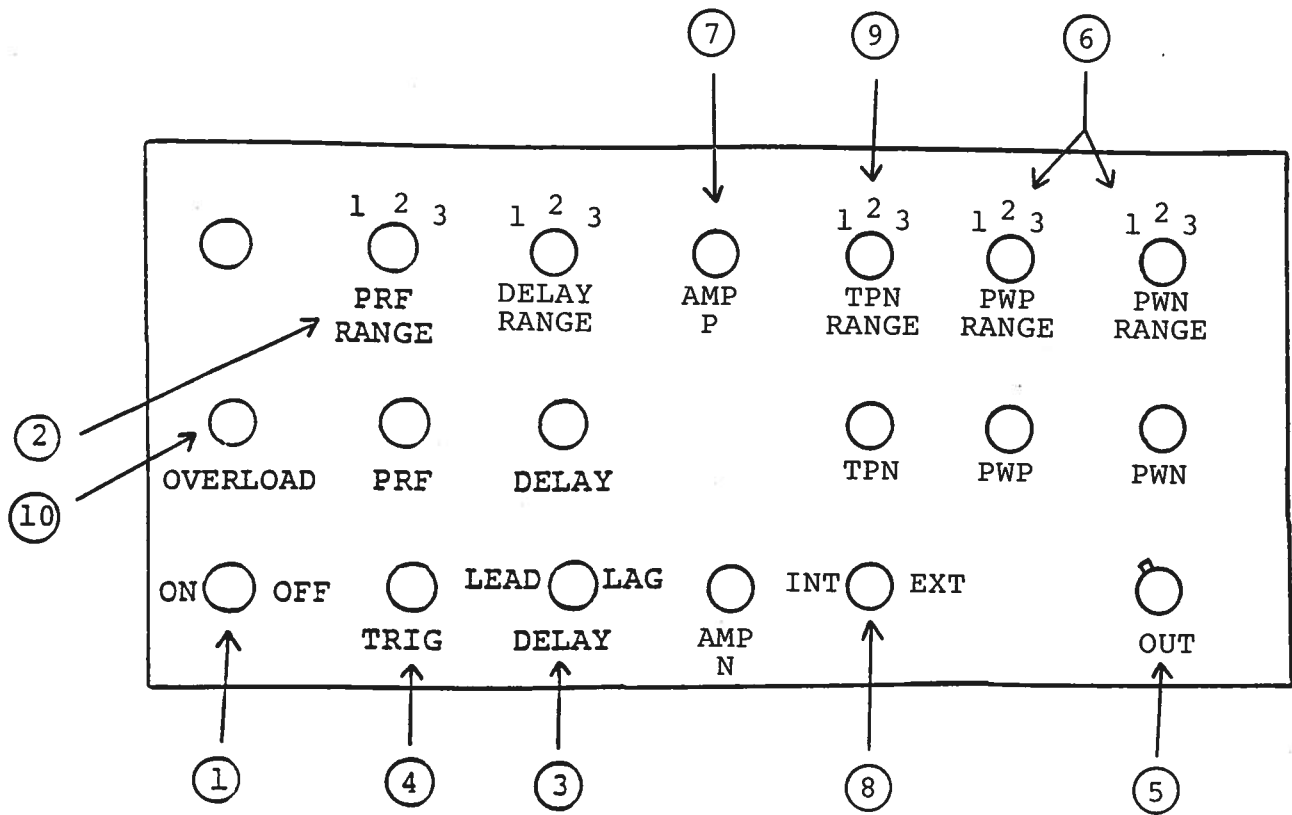 7 9 6
1 2 3 1 2 3 1 2 3 1 2 3 1 2 3
PRF DELAY AMP TPN PWP PWN
RANGE RANGE P RANGE RANGE RANGE
2
OVERLOAD PRF DELAY TPN PWP PWN
10
ON OFF LEAD LAG INT EXT
TRIG DELAY AMP OUT
N
1 4 3 8 5